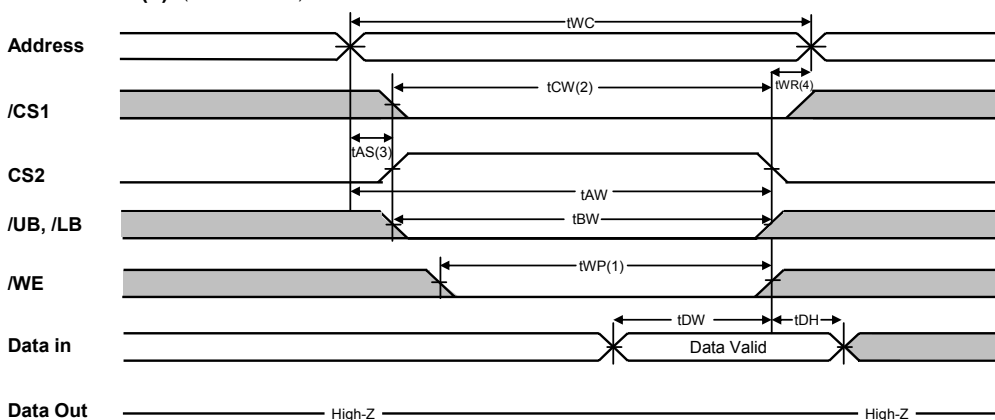 tWC
Address
tCW(2)
tWR(4)
/CS1
tAS(3)
CS2
tAW
/UB, /LB
tBW
/WE
tWP(1)
tDW
tDH
Data in
Data Valid
Data Out
High-Z
High-Z